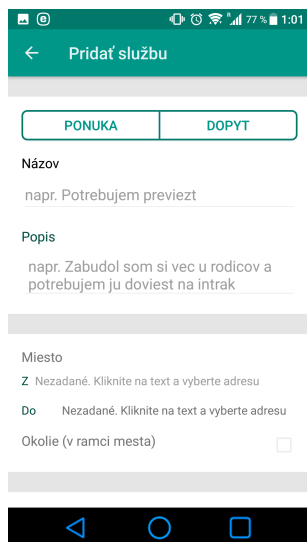 77 % 1:01
Pridať službu
PONUKA DOPYT
Názov
napr. Potrebujem previezt
Popis
napr. Zabudol som si vec u rodicov a
potrebujem ju doviest na intrak
Miesto
Z Nezadané. Kliknite na text a vyberte adresu
Do Nezadané. Kliknite na text a vyberte adresu
Okolie (v ramci mesta)